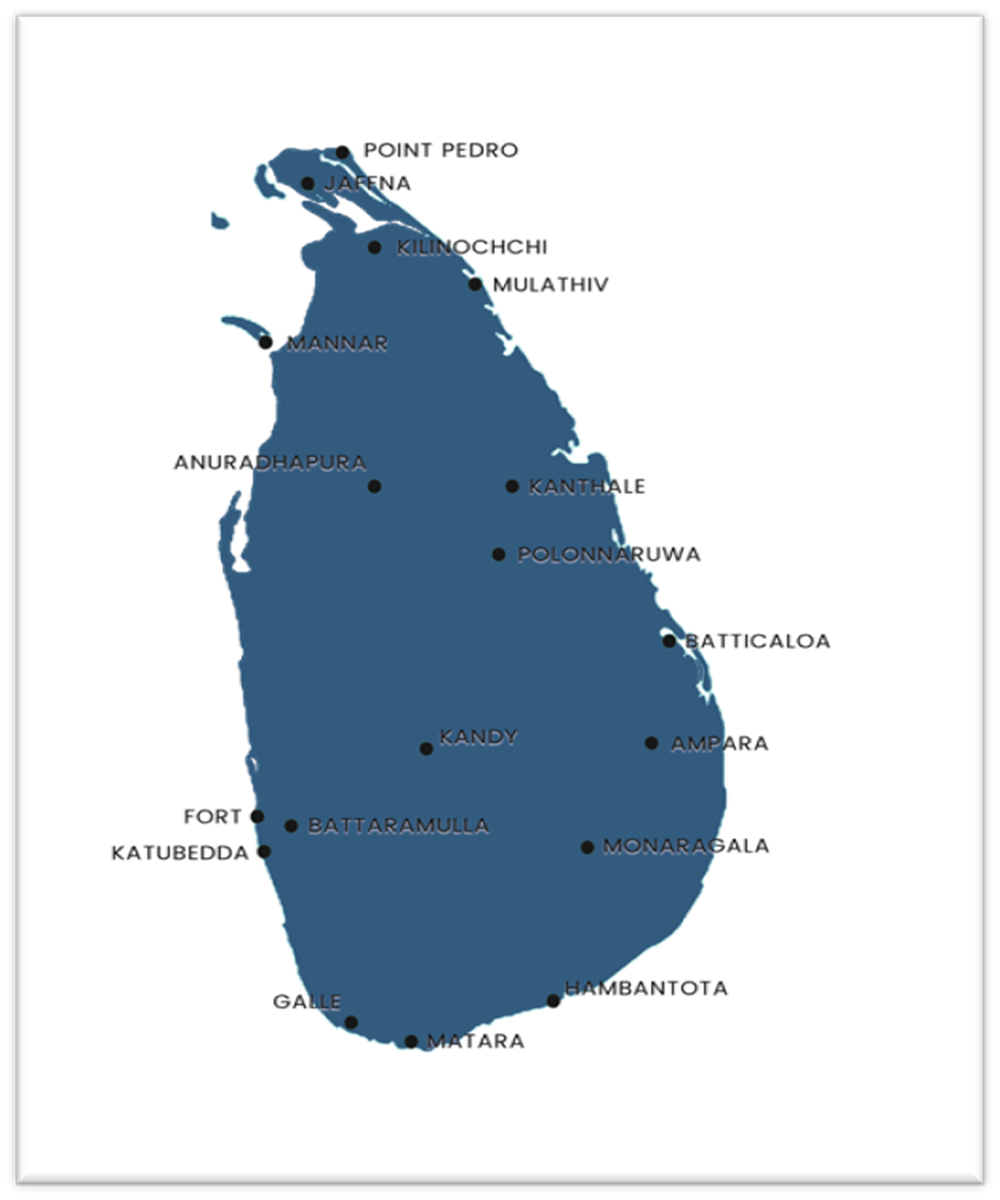 POINT PEDRO
JAFFNA
KILINOCHCHI
MULATHIV
MANNAR
ANURADHAPURA
KANTHALE
POLONNARUWA
BATTICALOA
KANDY
AMPARA
FORT
BATTARAMULLA
KATUBEDDA
MONARAGALA
HAMBANTOTA
GALLE
MATARA